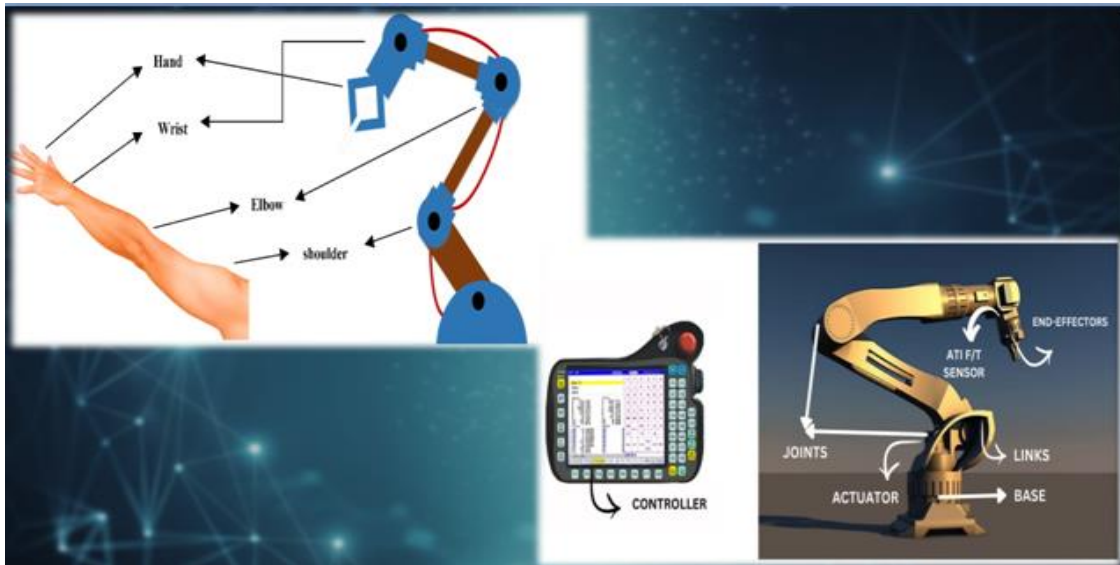 Hand
Wrist
Elbow
shoulder
CONTROLLER
END-EFFECTORS
ATI F/T
SENSOR
JOINTS
LINKS
ACTUATOR
BASE